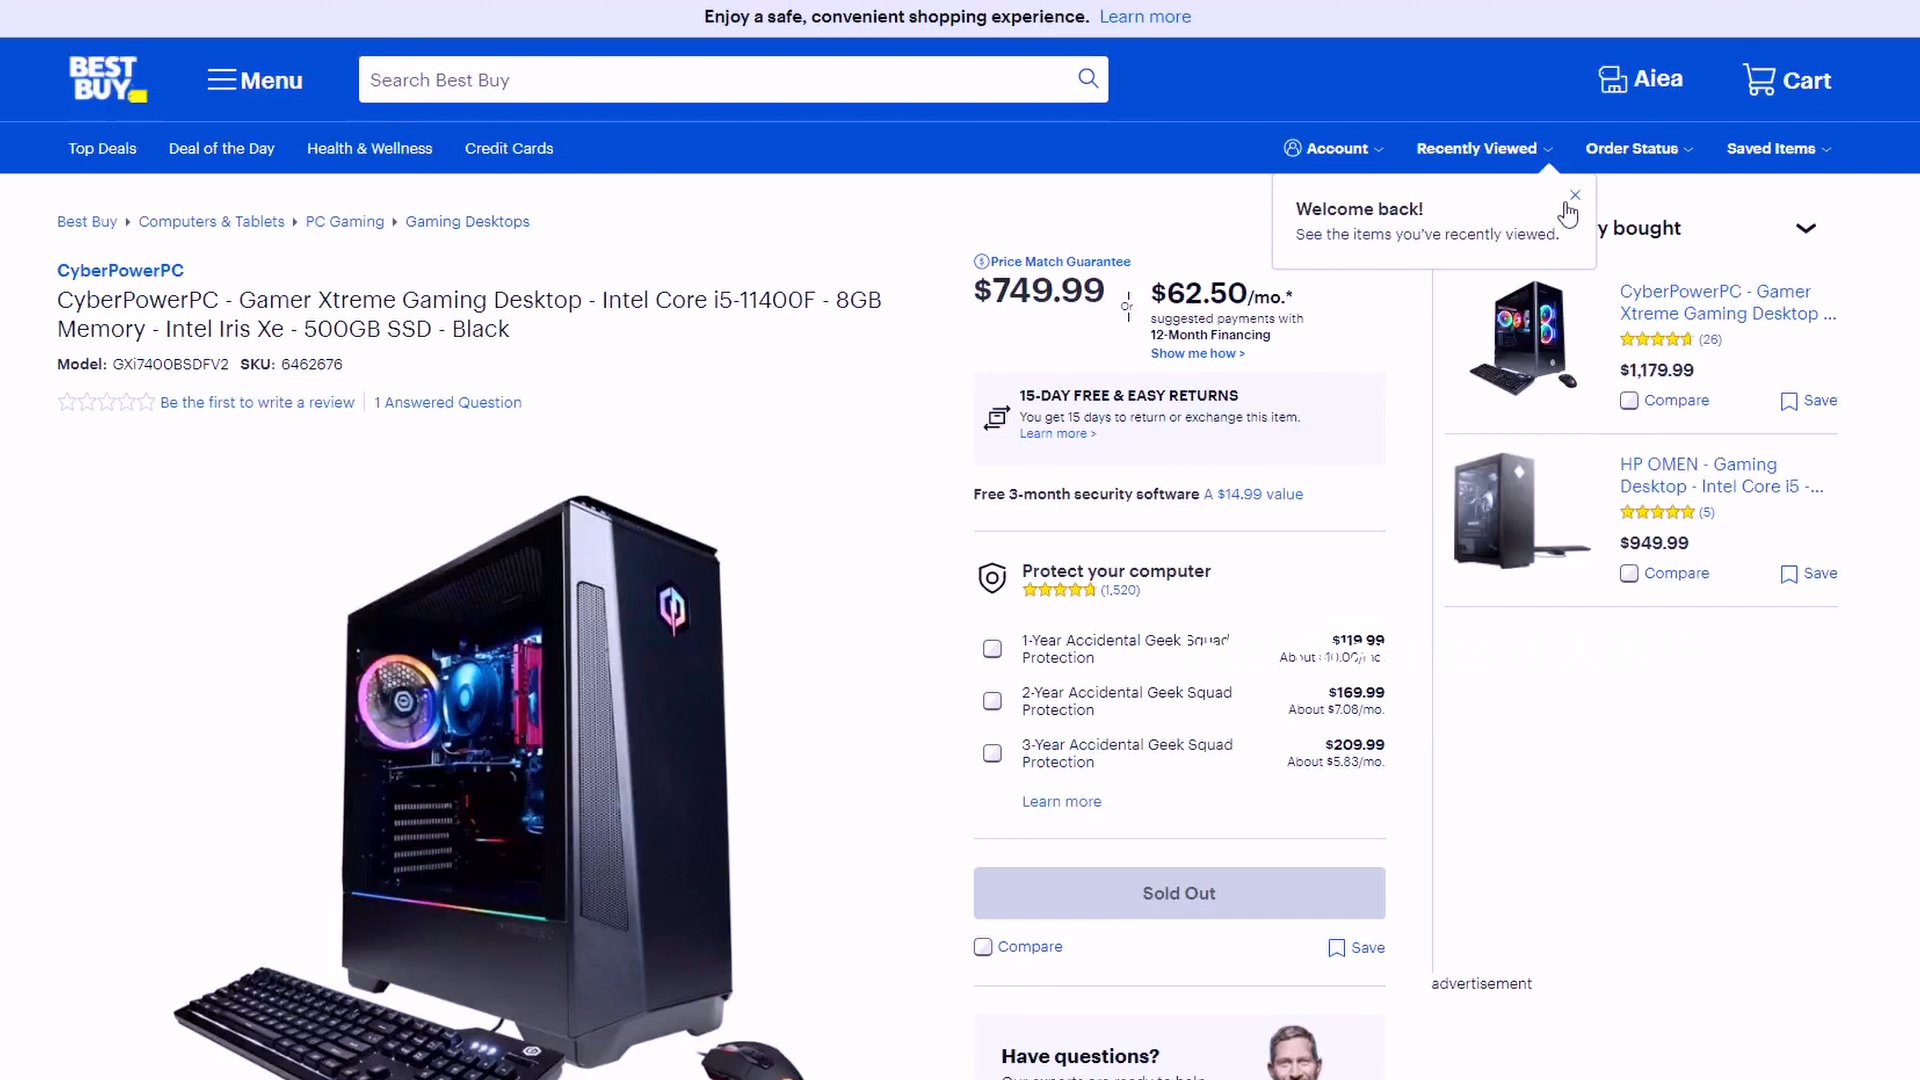 Enjoy a safe, convenient shopping experience. Learn more
BEST
BUY
Menu
Search Best Buy
Aiea
Cart
Top Deals
Deal of the Day
Health & Wellness
Credit Cards
Account
Recently Viewed
Order Status
Saved Items
Welcome back!
See the items you've recently viewed.
Best Buy
Computers & Tablets
PC Gaming
Gaming Desktops
CyberPowerPC
CyberPowerPC - Gamer Xtreme Gaming Desktop - Intel Core i5-11400F - 8GB
Memory - Intel Iris Xe - 500GB SSD - Black
Model: GXi7400BSDFV2 SKU: 6462676
Be the first to write a review
1 Answered Question
Price Match Guarantee
$749.99
Or
$62.50/mo.*
suggested payments with
12-Month Financing
Show me how >
15-DAY FREE & EASY RETURNS
You get 15 days to return or exchange this item.
Learn more >
Free 3-month security software A $14.99 value
Protect your computer
(1,520)
1-Year Accidental Geek Squad
Protection
$119.99
About
2-Year Accidental Geek Squad
Protection
$169.99
About $7.08/mo.
3-Year Accidental Geek Squad
Protection
$209.99
About $5.83/mo.
Learn more
Sold Out
Compare
Save
Have questions?
bought
CyberPowerPC - Gamer
Xtreme Gaming Desktop ...
(26)
$1,179.99
Compare
Save
HP OMEN - Gaming
Desktop - Intel Core i5 -...
(5)
$949.99
Compare
Save
advertisement